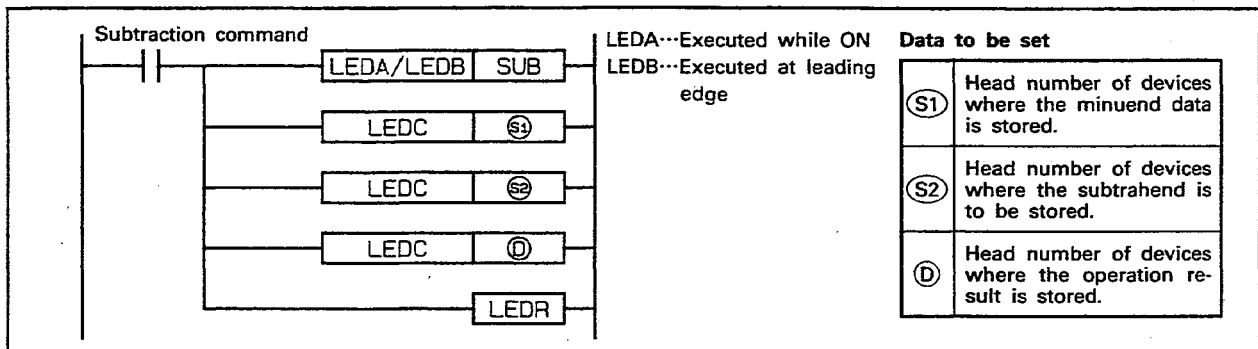 Subtraction command
LEDA/LEDB SUB
LEDC S1
LEDC S2
LEDC D
LEDR
LEDA···Executed while ON
LEDB···Executed at leading
edge
Data to be set
S1 Head number of devices
where the minuend data
is stored.
S2 Head number of devices
where the subtrahend is
to be stored.
D Head number of devices
where the operation re-
sult is stored.